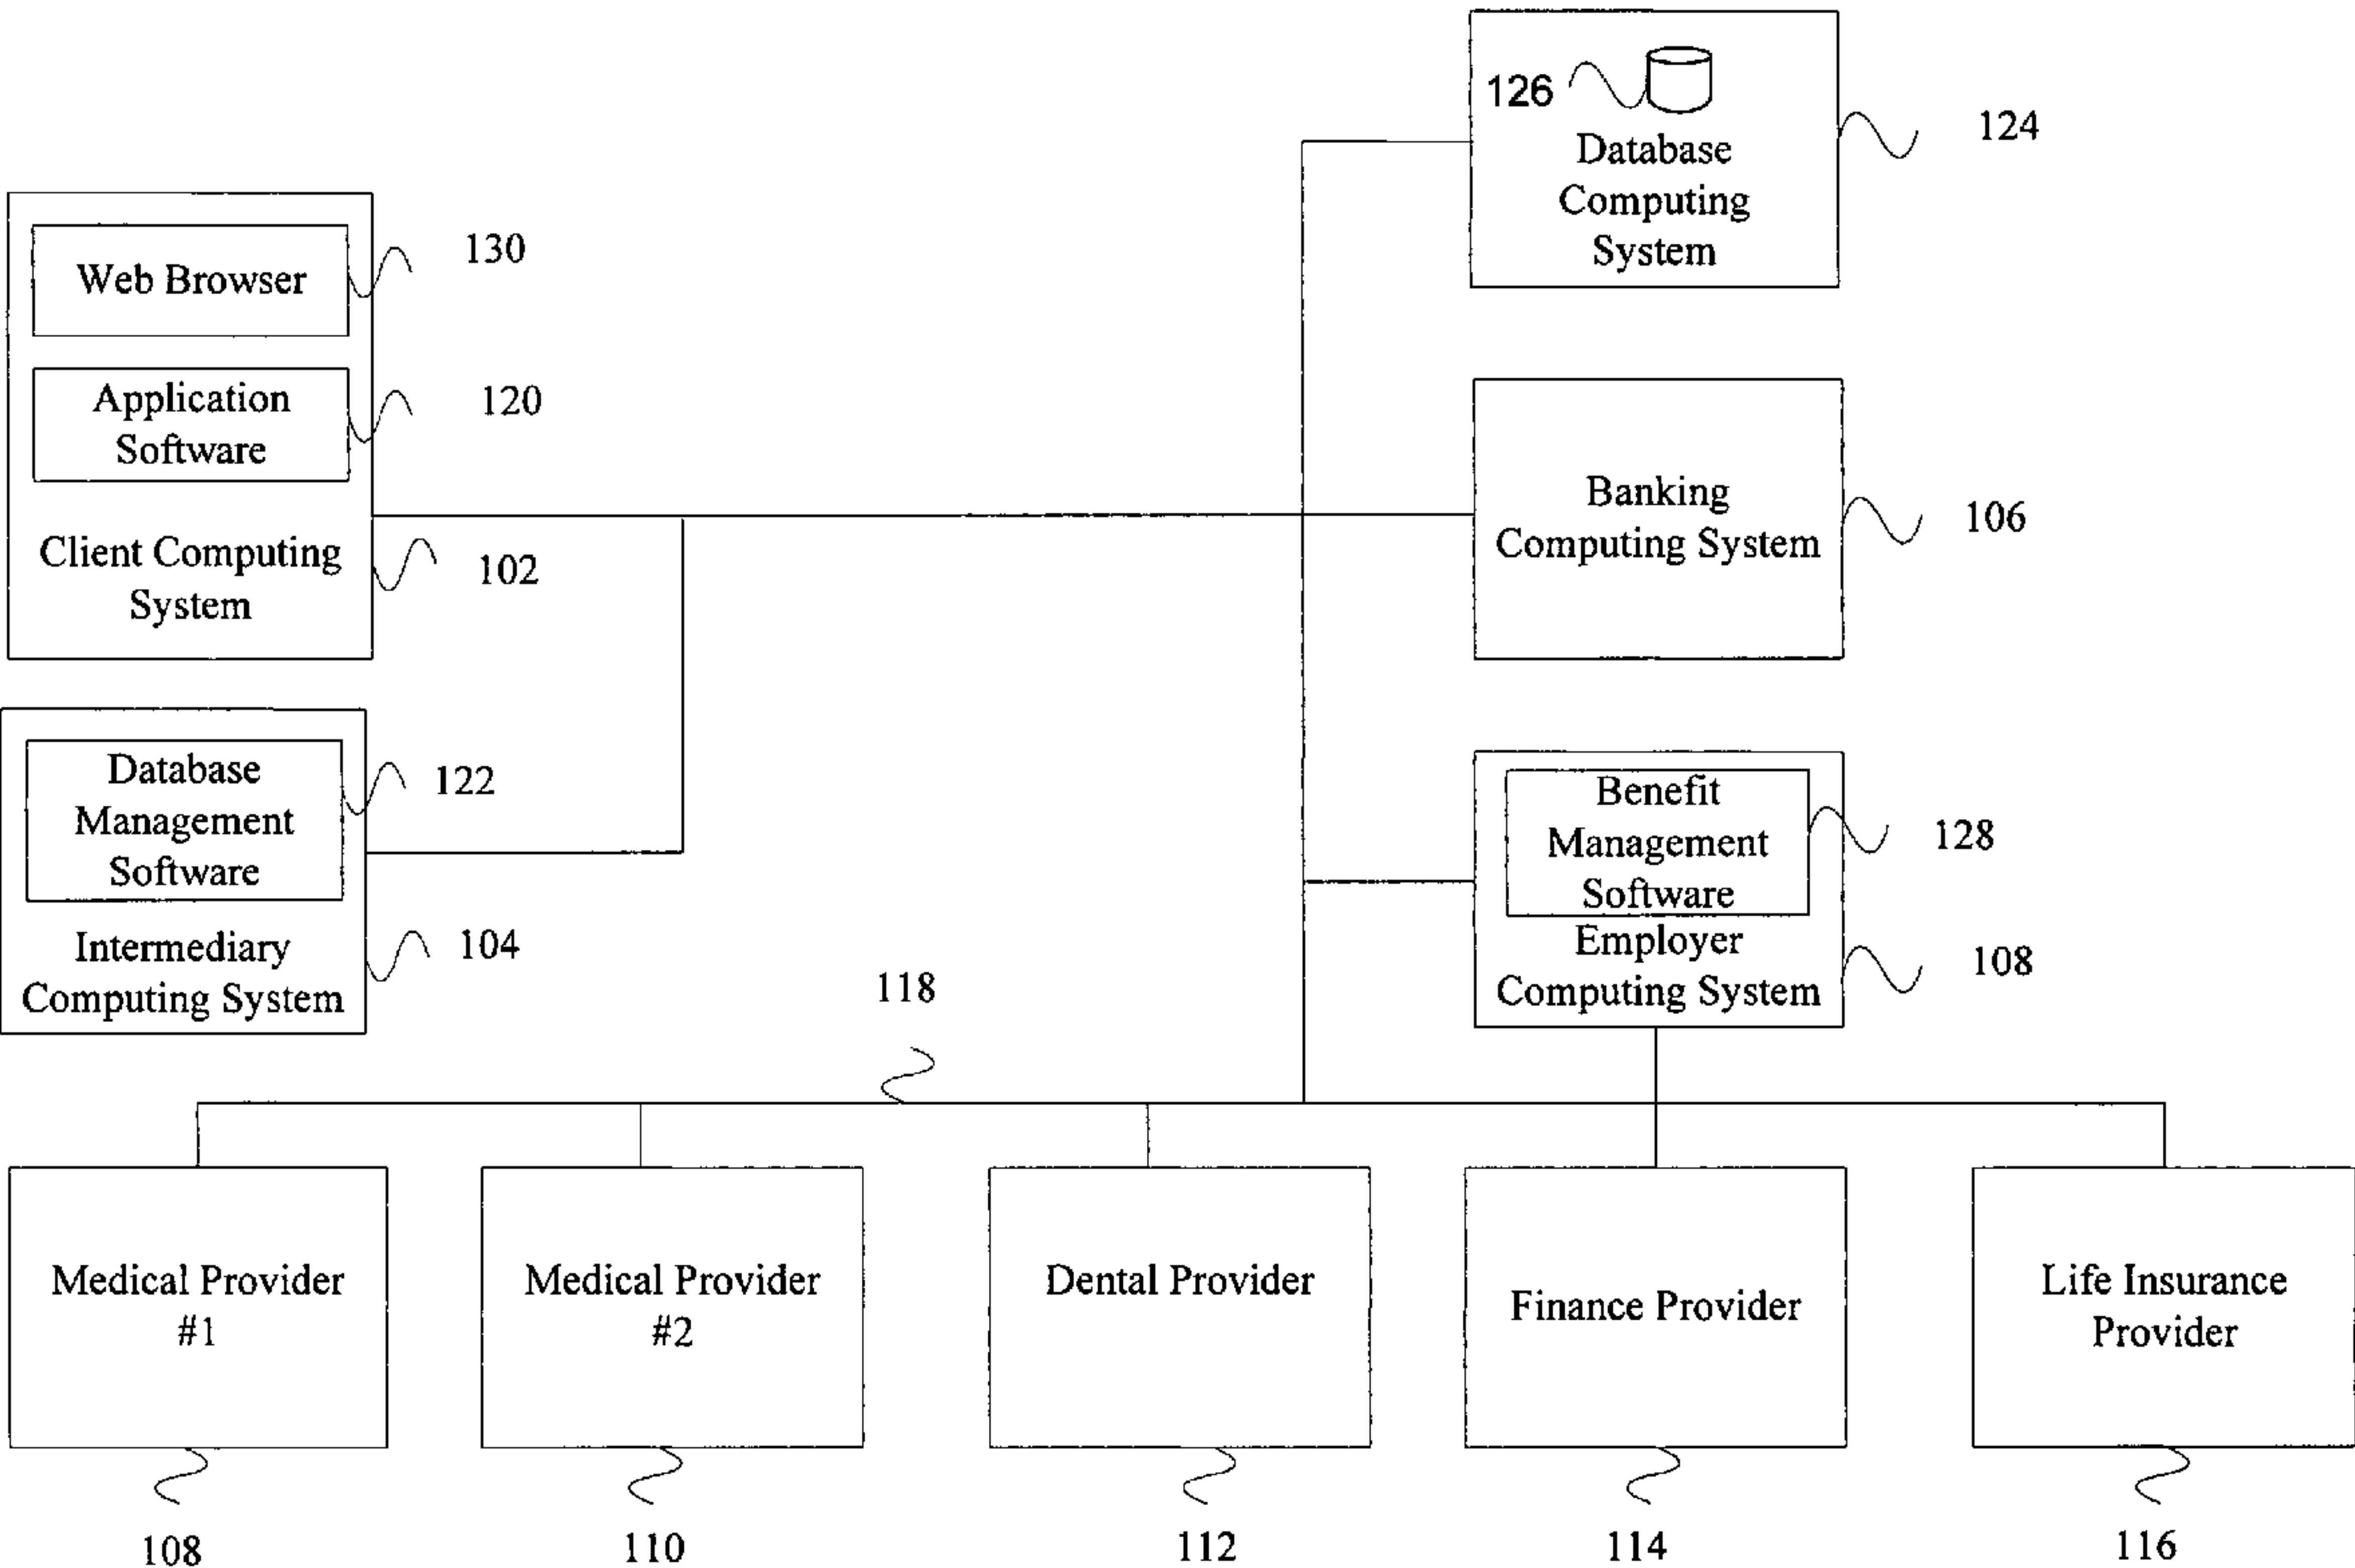 126
Database
Computing
System
124
Web Browser
130
Application
Software
120
Client Computing
System
102
Banking
Computing System
106
Database
Management
Software
122
Intermediary
Computing System
104
Benefit
Management
Software
128
Employer
Computing System
108
118
Medical Provider
#1
108
Medical Provider
#2
110
Dental Provider
112
Finance Provider
114
Life Insurance
Provider
116